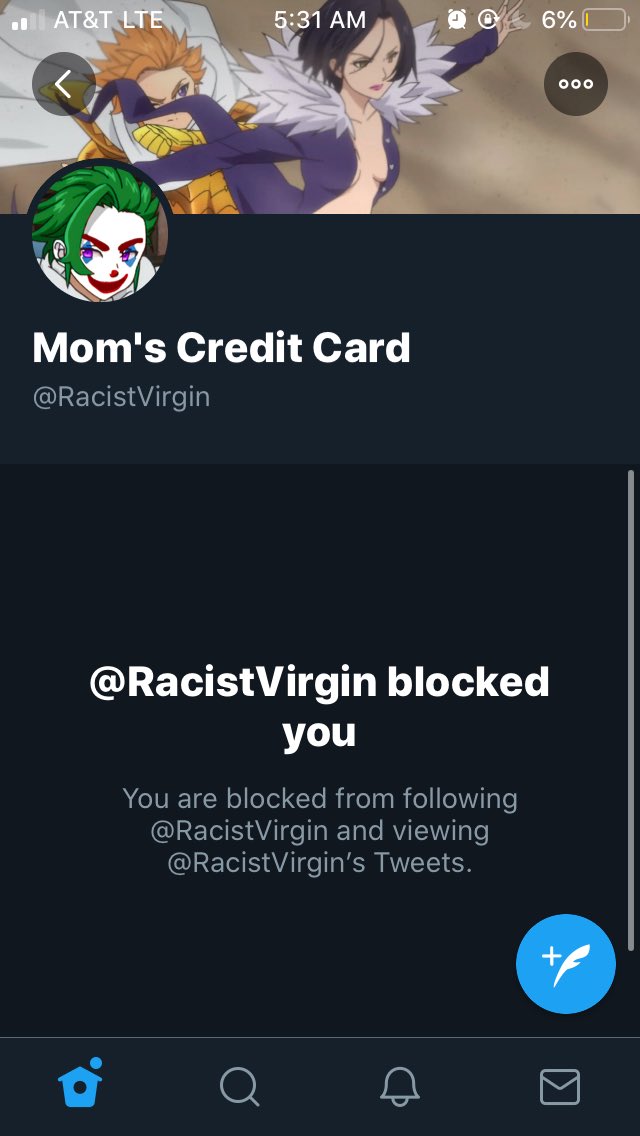 AT&T LTE 5:31 AM 6%
Mom's Credit Card
@RacistVirgin
@RacistVirgin blocked
you
You are blocked from following
@RacistVirgin and viewing
@RacistVirgin’s Tweets.